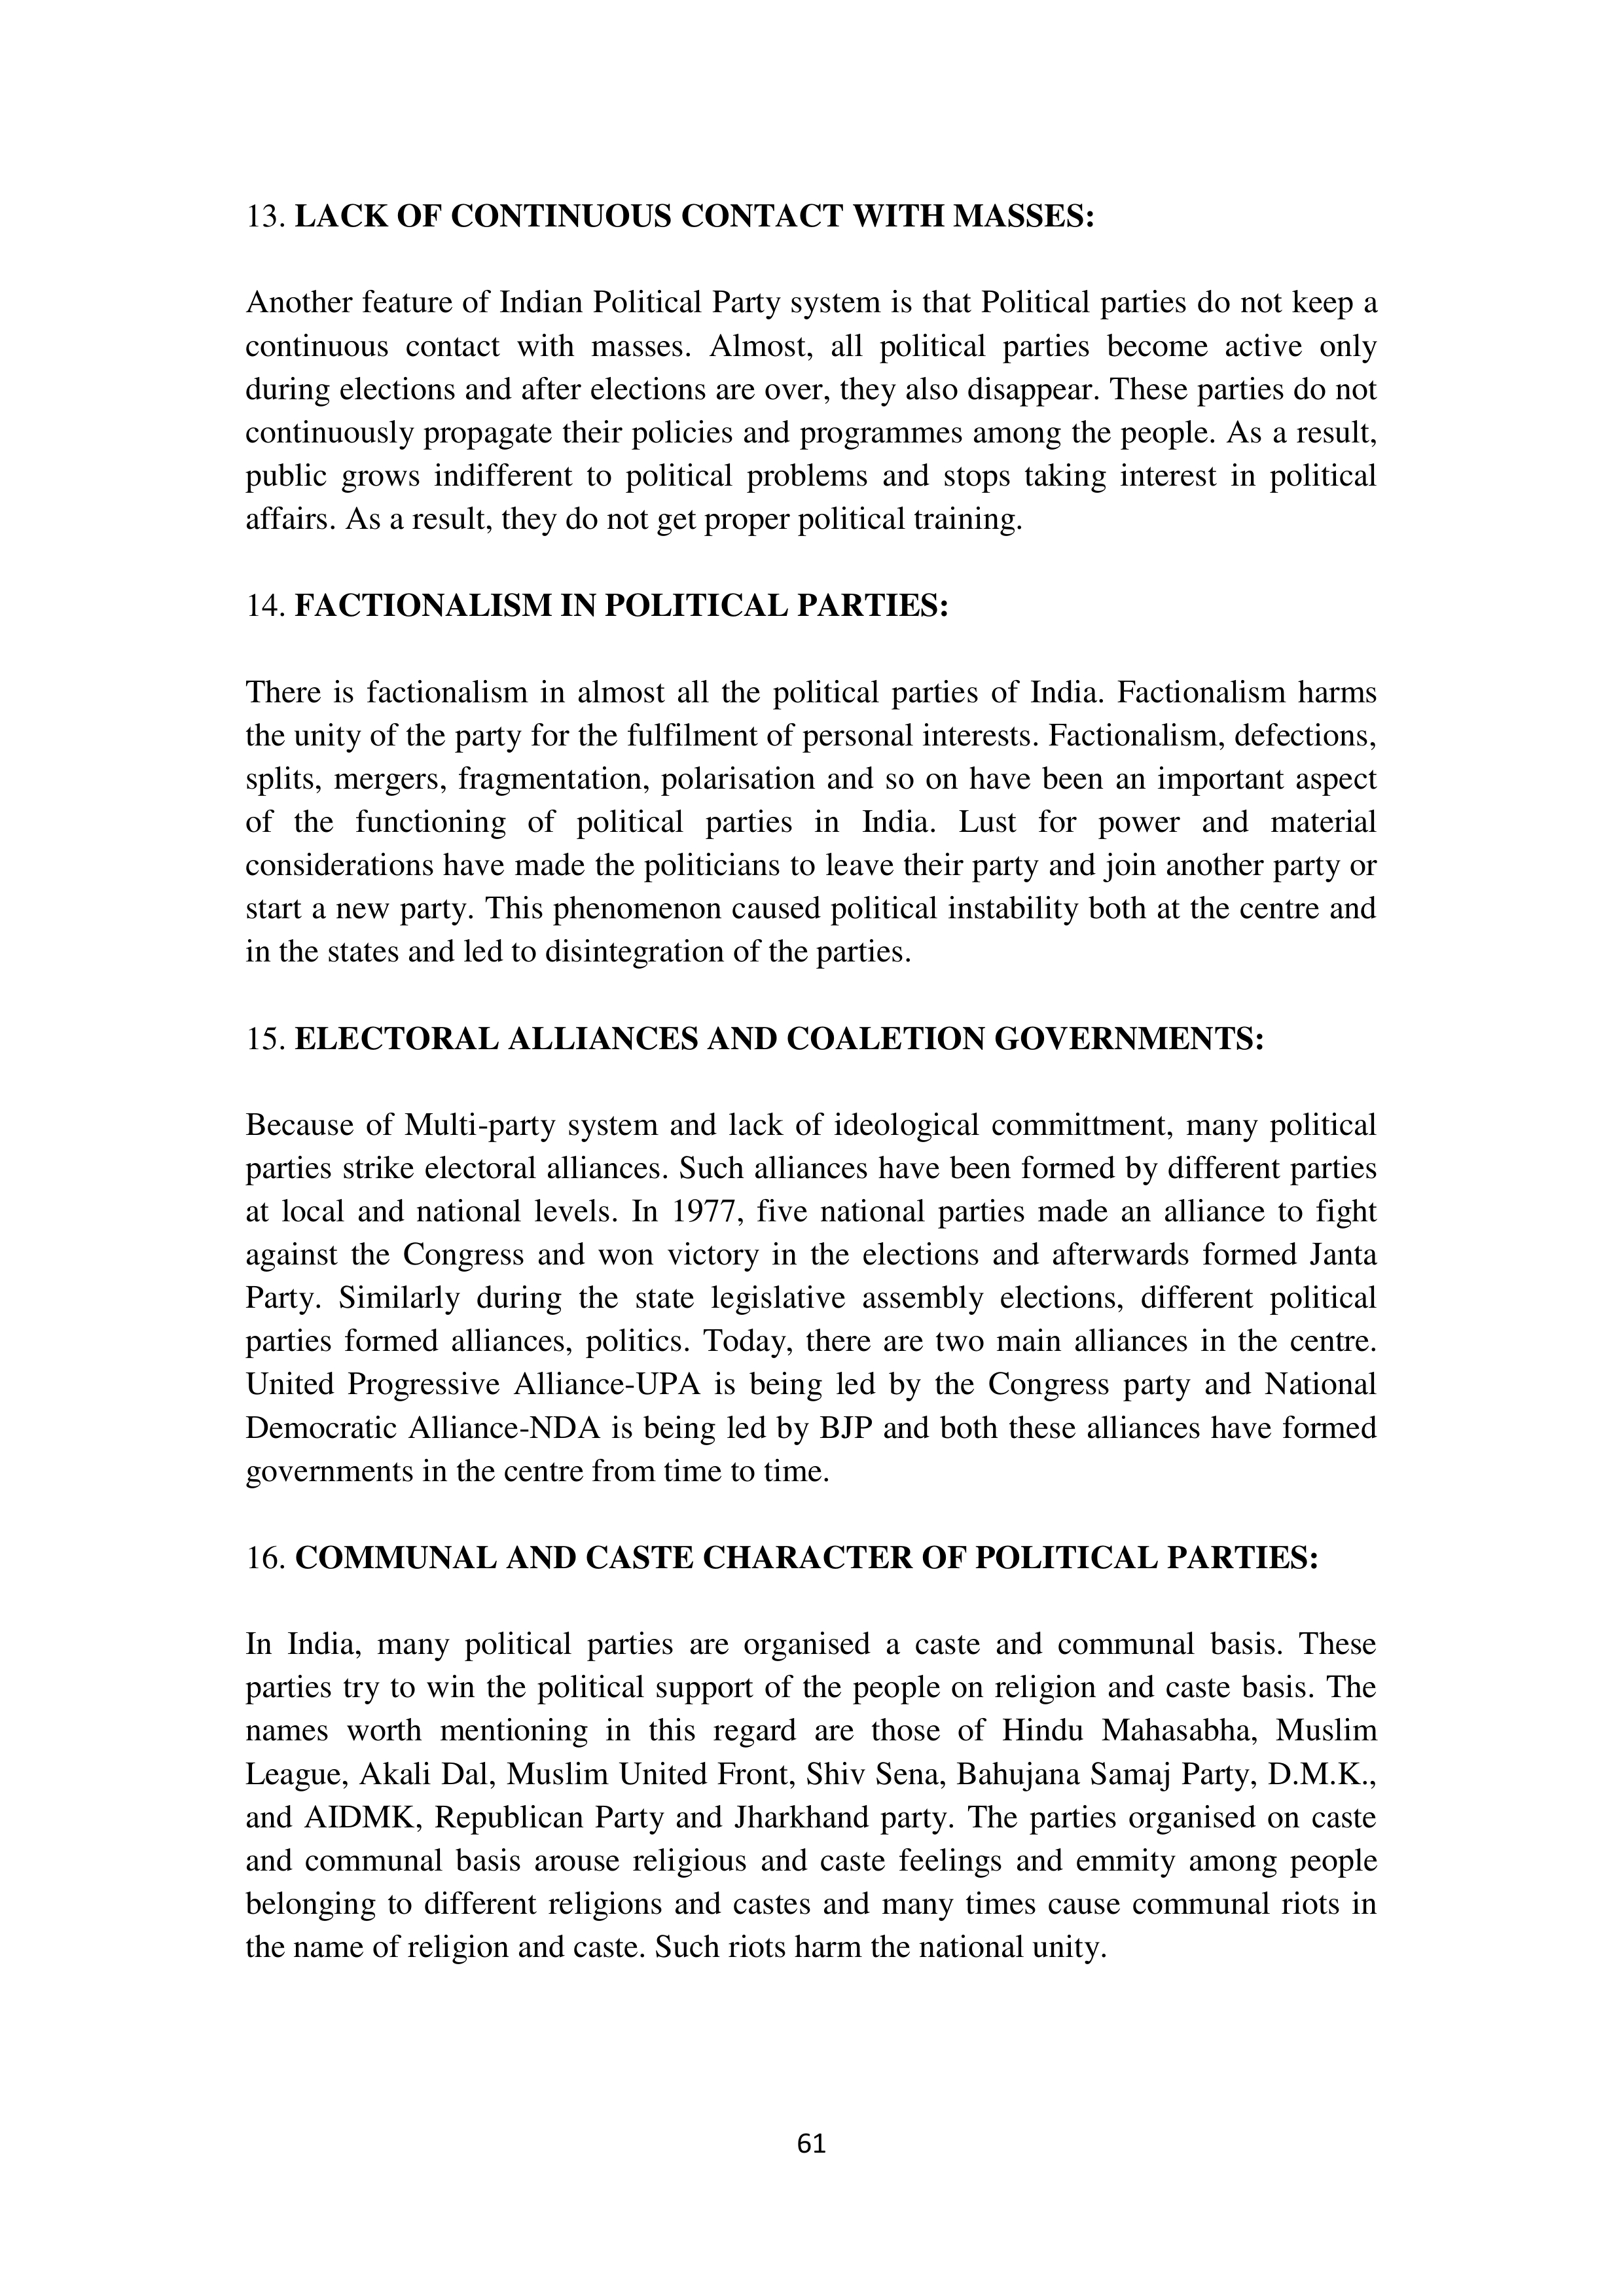 13. LACK OF CONTINUOUS CONTACT WITH MASSES:
Another feature of Indian Political Party system is that Political parties do not keep a
continuous contact with masses. Almost, all political parties become active only
during elections and after elections are over, they also disappear. These parties do not
continuously propagate their policies and programmes among the people. As a result,
public grows indifferent to political problems and stops taking interest in political
affairs. As a result, they do not get proper political training.
14. FACTIONALISM IN POLITICAL PARTIES:
There is factionalism in almost all the political parties of India. Factionalism harms
the unity of the party for the fulfilment of personal interests. Factionalism, defections,
splits, mergers, fragmentation, polarisation and so on have been an important aspect
of the functioning of political parties in India. Lust for power and material
considerations have made the politicians to leave their party and join another party or
start a new party. This phenomenon caused political instability both at the centre and
in the states and led to disintegration of the parties.
15. ELECTORAL ALLIANCES AND COALETION GOVERNMENTS:
Because of Multi-party system and lack of ideological committment, many political
parties strike electoral alliances. Such alliances have been formed by different parties
at local and national levels. In 1977, five national parties made an alliance to fight
against the Congress and won victory in the elections and afterwards formed Janta
Party. Similarly during the state legislative assembly elections, different political
parties formed alliances, politics. Today, there are two main alliances in the centre.
United Progressive Alliance-UPA is being led by the Congress party and National
Democratic Alliance-NDA is being led by BJP and both these alliances have formed
governments in the centre from time to time.
16. COMMUNAL AND CASTE CHARACTER OF POLITICAL PARTIES:
In India, many political parties are organised a caste and communal basis. These
parties try to win the political support of the people on religion and caste basis. The
names worth mentioning in this regard are those of Hindu Mahasabha, Muslim
League, Akali Dal, Muslim United Front, Shiv Sena, Bahujana Samaj Party, D.M.K.,
and AIDMK, Republican Party and Jharkhand party. The parties organised on caste
and communal basis arouse religious and caste feelings and emmity among people
belonging to different religions and castes and many times cause communal riots in
the name of religion and caste. Such riots harm the national unity.
61